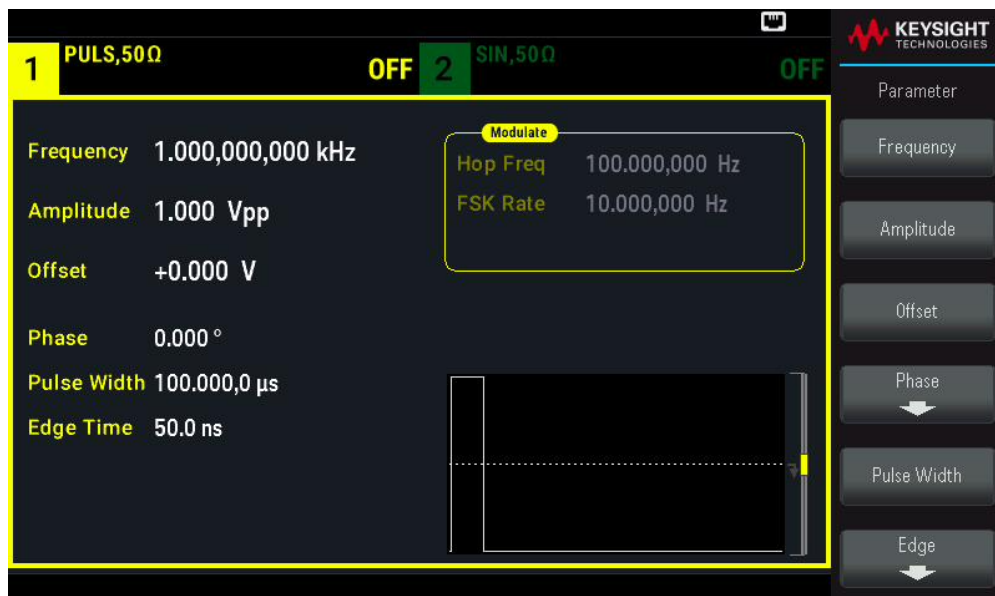 KEYSIGHT
TECHNOLOGIES
1 PULS,50Ω OFF
2 SIN,50Ω OFF
Frequency 1.000,000,000 kHz
Amplitude 1.000 Vpp
Offset +0.000 V
Phase 0.000 °
Pulse Width 100.000,0 µs
Edge Time 50.0 ns
Modulate
Hop Freq 100.000,000 Hz
FSK Rate 10.000,000 Hz
Parameter
Frequency
Amplitude
Offset
Phase
Pulse Width
Edge